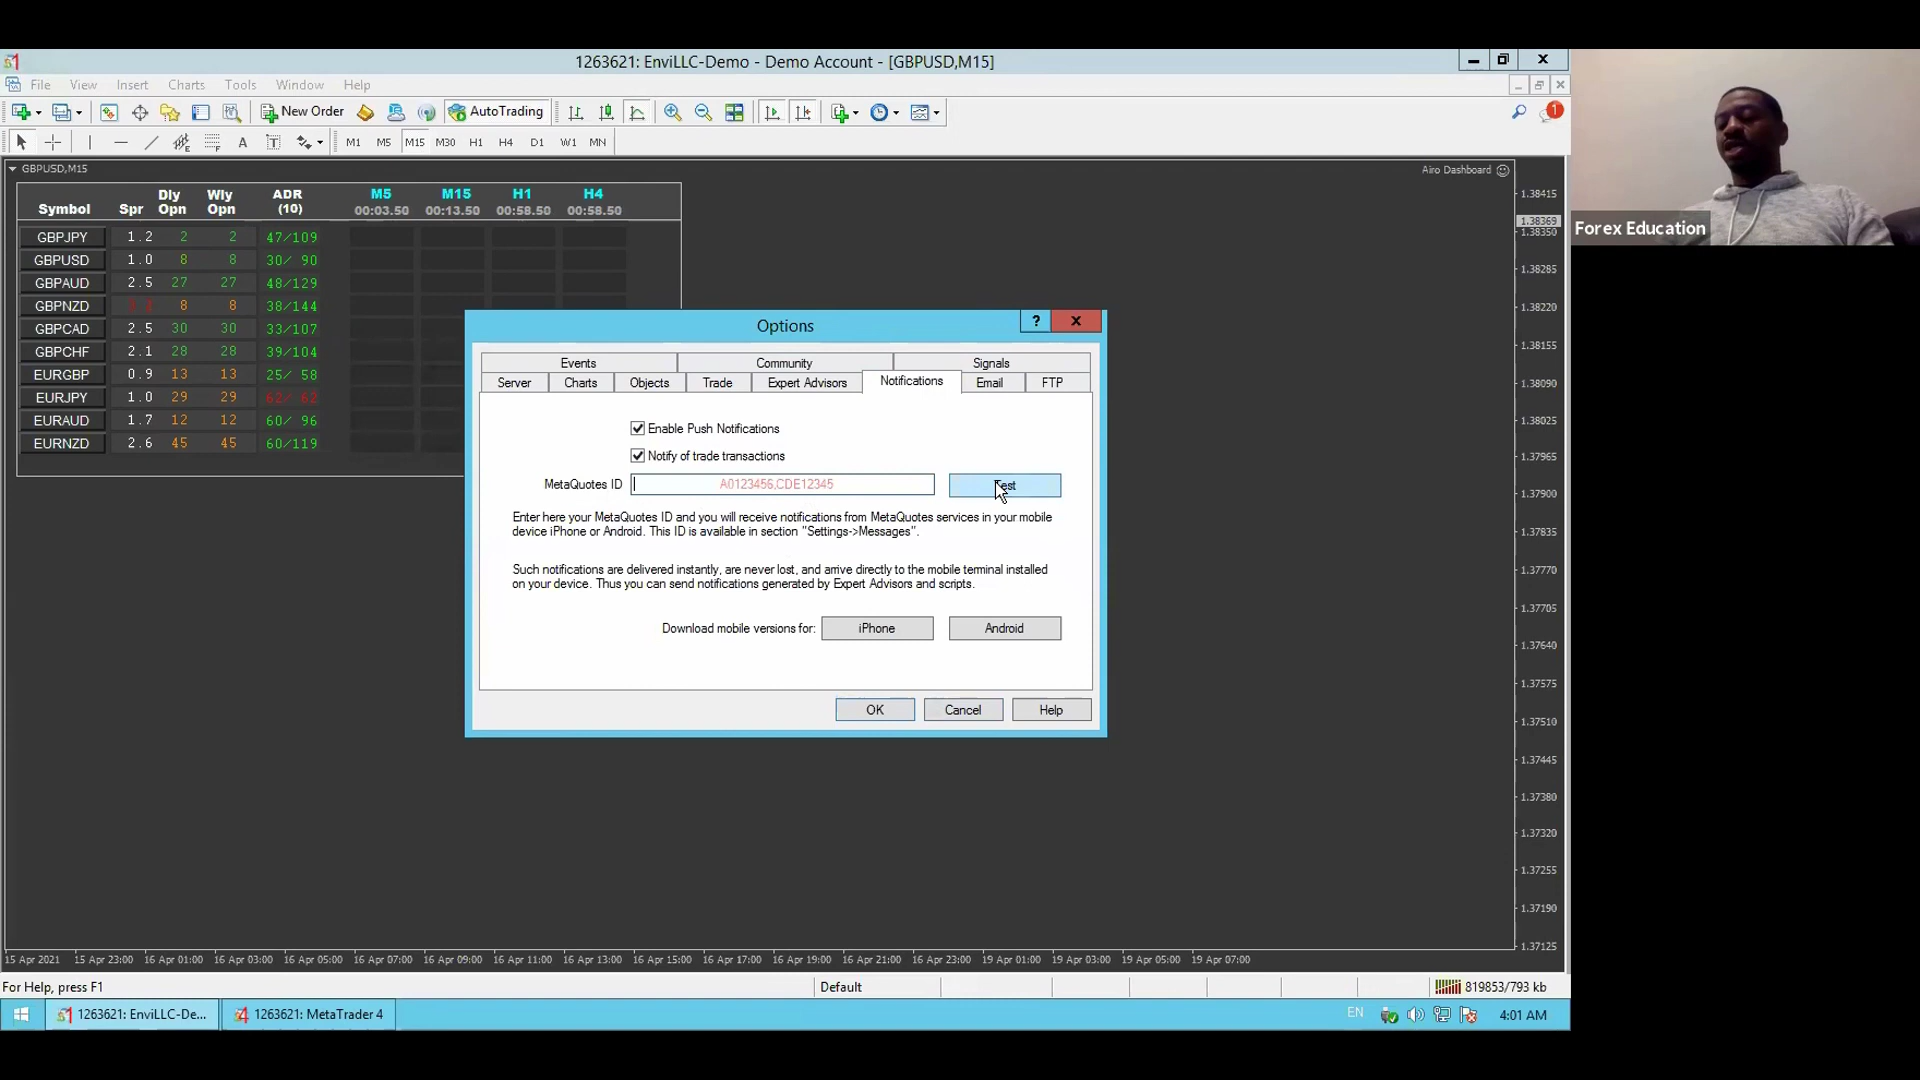 1263621: EnviLLC-Demo - Demo Account - [GBPUSD,M15]
File View Insert Charts Tools Window Help
New Order AutoTrading 1
A T M1 M5 M15 M30 H1 H4 D1 W1 MN
GBPUSD,M15 Airo Dashboard
Symbol Spr Dly Opn Wly Opn ADR (10) M5 00:03.50 M15 00:13.50 H1 00:58.50 H4 00:58.50
GBPJPY 1.2 2 2 47/109
GBPUSD 1.0 8 8 30/ 90
GBPAUD 2.5 27 27 48/129
GBPNZD 8 8 38/144
GBPCAD 2.5 30 30 33/107
GBPCHF 2.1 28 28 39/104
EURGBP 0.9 13 13 25/ 58
EURJPY 1.0 29 29 62/ 62
EURAUD 1.7 12 12 60/ 96
EURNZD 2.6 45 45 60/119
Options ?
Events Community Signals
Server Charts Objects Trade Expert Advisors Notifications Email FTP
Enable Push Notifications
Notify of trade transactions
MetaQuotes ID A0123456,CDE12345
Enter here your MetaQuotes ID and you will receive notifications from MetaQuotes services in your mobile
device iPhone or Android. This ID is available in section "Settings->Messages".
Such notifications are delivered instantly, are never lost, and arrive directly to the mobile terminal installed
on your device. Thus you can send notifications generated by Expert Advisors and scripts.
Download mobile versions for: iPhone Android
OK Cancel Help
1.38415
1.38369
1.38350
1.38285
1.38220
1.38155
1.38090
1.38025
1.37965
1.37900
1.37835
1.37770
1.37705
1.37640
1.37575
1.37510
1.37445
1.37380
1.37320
1.37255
1.37190
1.37125
15 Apr 2021 15 Apr 23:00 16 Apr 01:00 16 Apr 03:00 16 Apr 05:00 16 Apr 07:00 16 Apr 09:00 16 Apr 11:00 16 Apr 13:00 16 Apr 15:00 16 Apr 17:00 16 Apr 19:00 16 Apr 21:00 16 Apr 23:00 19 Apr 01:00 19 Apr 03:00 19 Apr 05:00 19 Apr 07:00
For Help, press F1 Default 819853/793 kb
1263621: EnviLLC-De... 1263621: MetaTrader 4 EN 4:01 AM
Forex Education